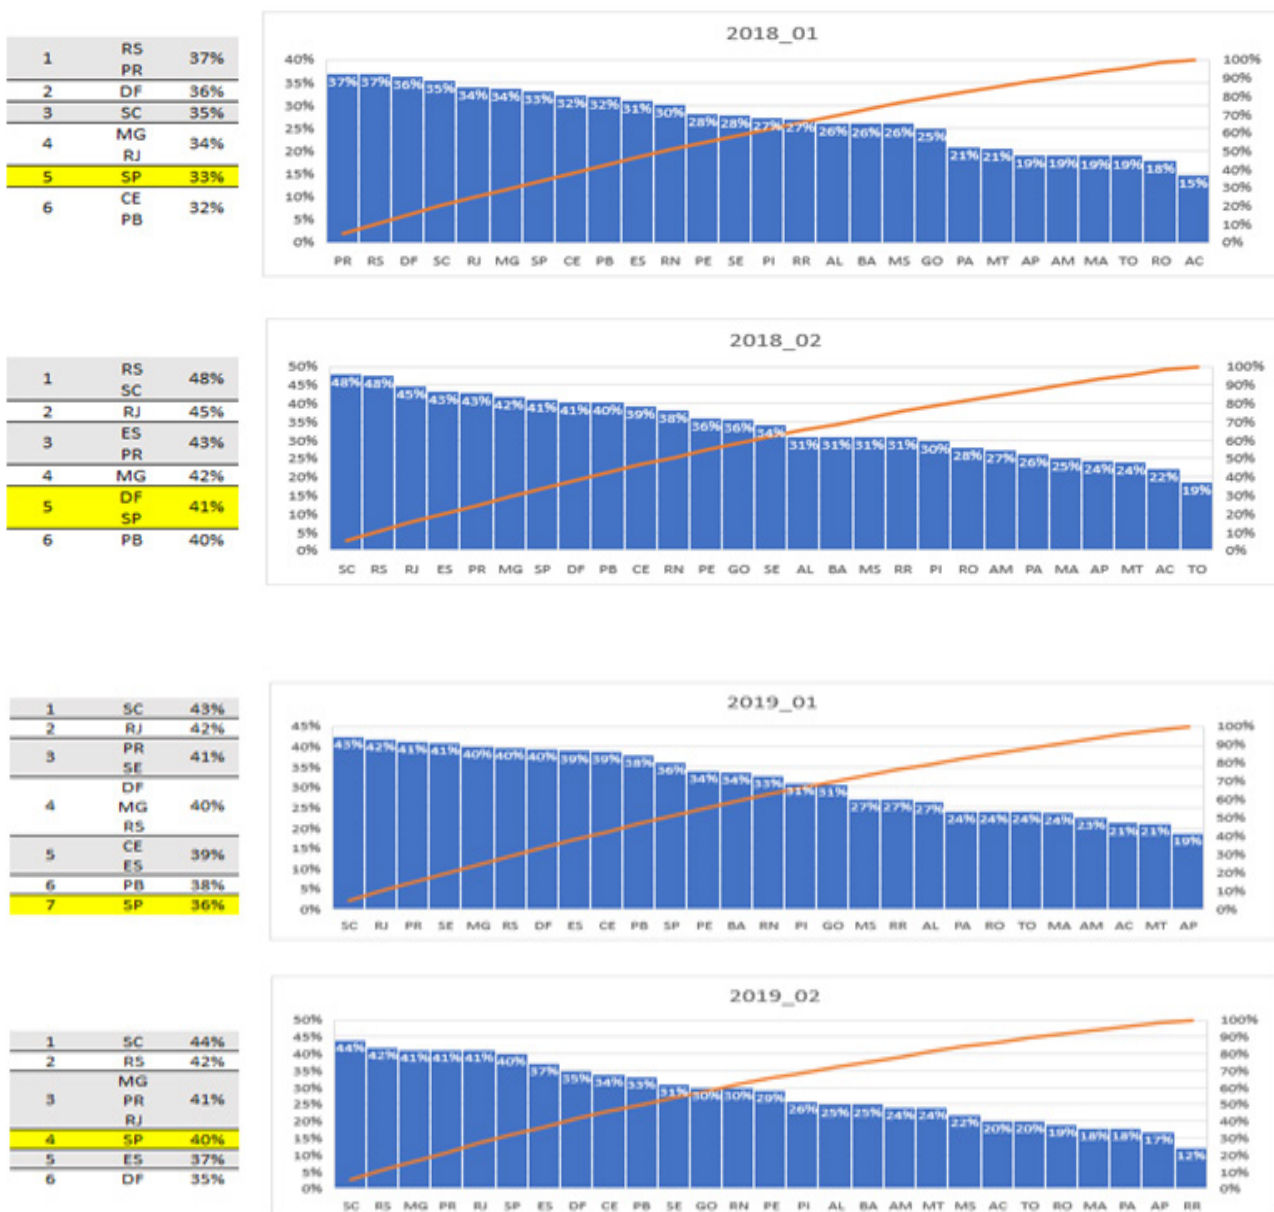 1 RS PR 37%
2 DF 36%
3 SC 35%
4 MG RJ 34%
5 SP 33%
6 CE PB 32%
2018_01
40% 35% 30% 25% 20% 15% 10% 5% 0%
37% 37% 36% 35% 34% 34% 33% 32% 32% 31% 30% 28% 28% 27% 27% 26% 26% 26% 25% 21% 21% 19% 19% 19% 19% 18% 15%
100% 90% 80% 70% 60% 50% 40% 30% 20% 10% 0%
PR RS DF SC RJ MG SP CE PB ES RN PE SE PI RR AL BA MS GO PA MT AP AM MA TO RO AC
1 RS SC 48%
2 RJ 45%
3 ES PR 43%
4 MG 42%
5 DF SP 41%
6 PB 40%
2018_02
50% 45% 40% 35% 30% 25% 20% 15% 10% 5% 0%
48% 48% 45% 43% 43% 42% 41% 41% 40% 39% 38% 36% 36% 34% 31% 31% 31% 31% 30% 28% 27% 26% 25% 24% 24% 22% 19%
100% 90% 80% 70% 60% 50% 40% 30% 20% 10% 0%
SC RS RJ ES PR MG SP DF PB CE RN PE GO SE AL BA MS RR PI RO AM PA MA AP MT AC TO
1 SC 43%
2 RJ 42%
3 PR SE 41%
4 DF MG RS 40%
5 CE ES 39%
6 PB 38%
7 SP 36%
2019_01
45% 40% 35% 30% 25% 20% 15% 10% 5% 0%
43% 42% 41% 41% 40% 40% 40% 39% 39% 38% 36% 34% 34% 33% 31% 31% 27% 27% 27% 24% 24% 24% 24% 23% 21% 21% 19%
100% 90% 80% 70% 60% 50% 40% 30% 20% 10% 0%
SC RJ PR SE MG RS DF ES CE PB SP PE BA RN PI GO MS RR AL PA RO TO MA AM AC MT AP
1 SC 44%
2 RS 42%
3 MG PR RJ 41%
4 SP 40%
5 ES 37%
6 DF 35%
2019_02
50% 45% 40% 35% 30% 25% 20% 15% 10% 5% 0%
44% 42% 41% 41% 41% 40% 37% 35% 34% 33% 31% 30% 30% 29% 26% 25% 25% 24% 24% 22% 20% 20% 19% 18% 18% 17% 12%
100% 90% 80% 70% 60% 50% 40% 30% 20% 10% 0%
SC RS MG PR RJ SP ES DF CE PB SE GO RN PE PI AL BA AM MT MS AC TO RO MA PA AP RR